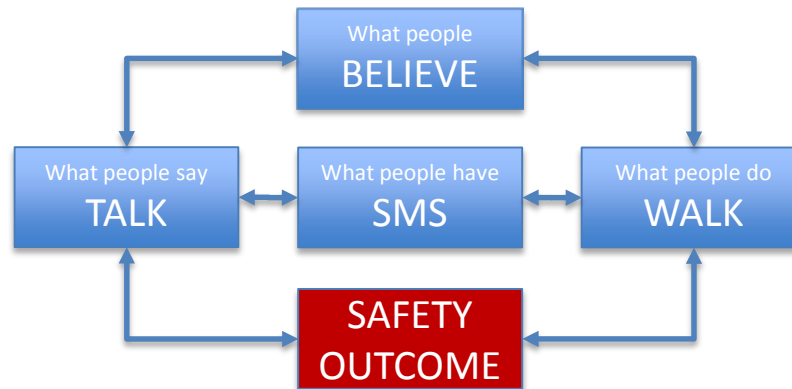 What people
BELIEVE
What people say
TALK
What people have
SMS
What people do
WALK
SAFETY
OUTCOME